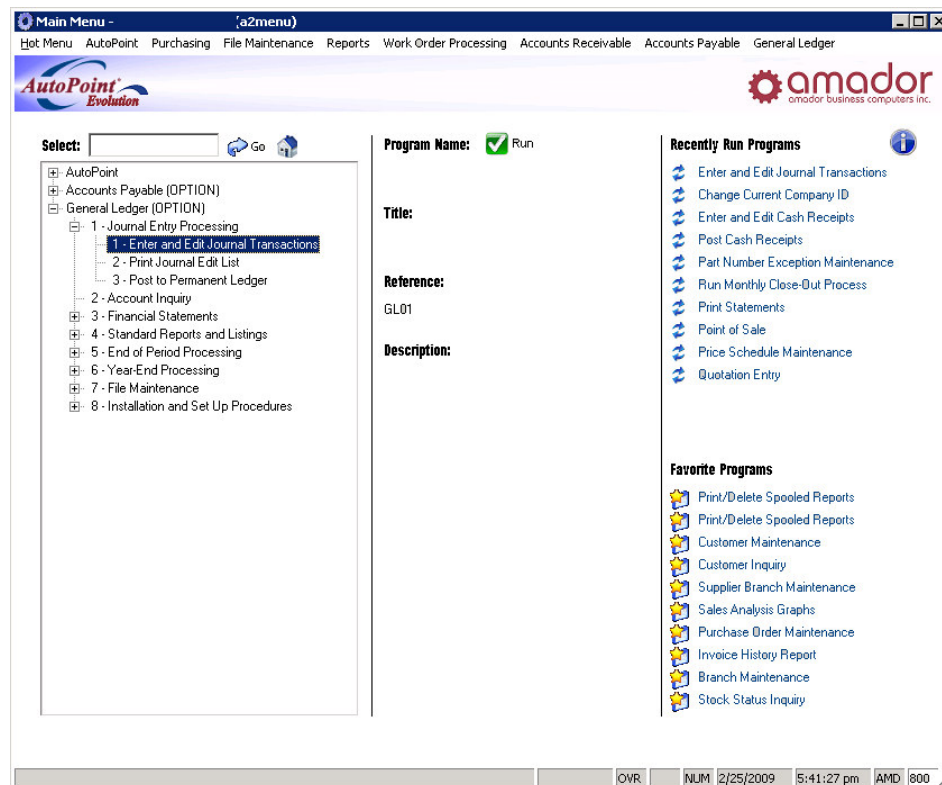 Main Menu - (a2menu)
Hot Menu AutoPoint Purchasing File Maintenance Reports Work Order Processing Accounts Receivable Accounts Payable General Ledger
AutoPoint
Evolution
amador
amador business computers inc.
Select: Go
AutoPoint
Accounts Payable (OPTION)
General Ledger (OPTION)
1 - Journal Entry Processing
1 - Enter and Edit Journal Transactions
2 - Print Journal Edit List
3 - Post to Permanent Ledger
2 - Account Inquiry
3 - Financial Statements
4 - Standard Reports and Listings
5 - End of Period Processing
6 - Year-End Processing
7 - File Maintenance
8 - Installation and Set Up Procedures
Program Name: Run
Title:
Reference:
GL01
Description:
Recently Run Programs
Enter and Edit Journal Transactions
Change Current Company ID
Enter and Edit Cash Receipts
Post Cash Receipts
Part Number Exception Maintenance
Run Monthly Close-Out Process
Print Statements
Point of Sale
Price Schedule Maintenance
Quotation Entry
Favorite Programs
Print/Delete Spooled Reports
Print/Delete Spooled Reports
Customer Maintenance
Customer Inquiry
Supplier Branch Maintenance
Sales Analysis Graphs
Purchase Order Maintenance
Invoice History Report
Branch Maintenance
Stock Status Inquiry
OVR NUM 2/25/2009 5:41:27 pm AMD 800